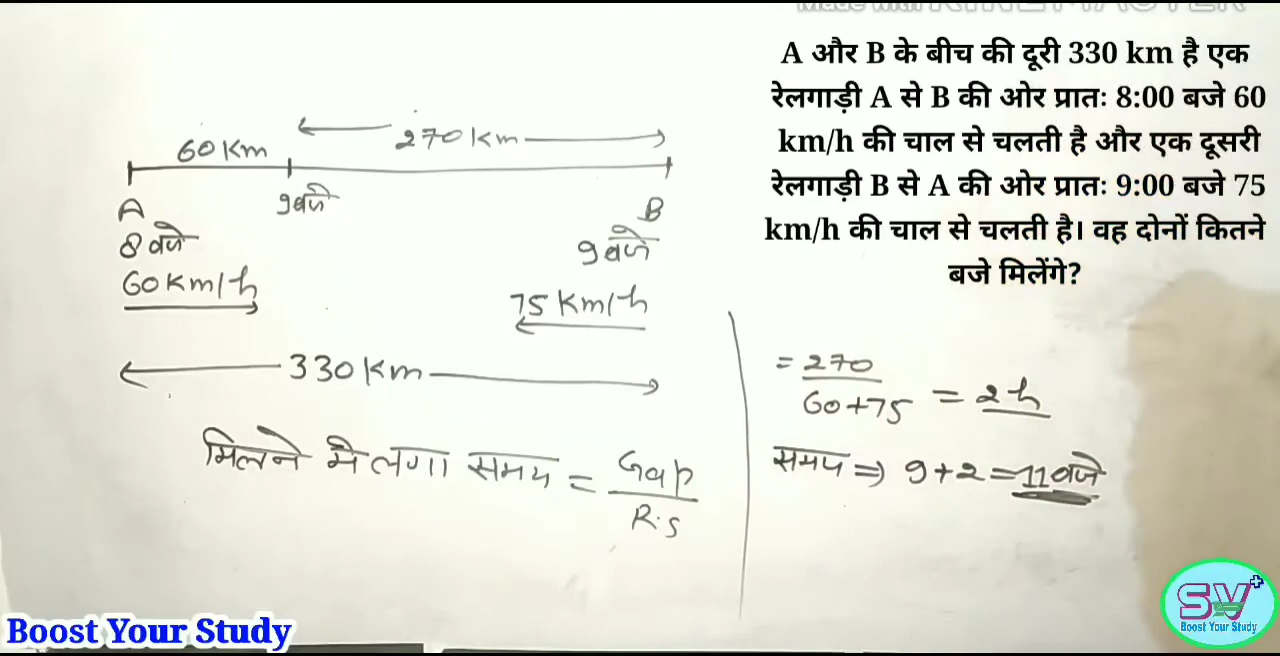 A और B के बीच की दूरी 330 km है एक
रेलगाड़ी A से B की ओर प्रातः 8:00 बजे 60
km/h की चाल से चलती है और एक दूसरी
रेलगाड़ी B से A की ओर प्रातः 9:00 बजे 75
km/h की चाल से चलती है। वह दोनों कितने
बजे मिलेंगे?
60 Km
270 Km
A
9 बजे
B
8 बजे
9 बजे
60 Km/h
75 Km/h
330 Km
मिलने मे लगा समय = Gap
R.S
= 270
60+75 = 2 h
समय ⇒ 9+2 = 11 बजे
Boost Your Study
SV+
Boost Your Study